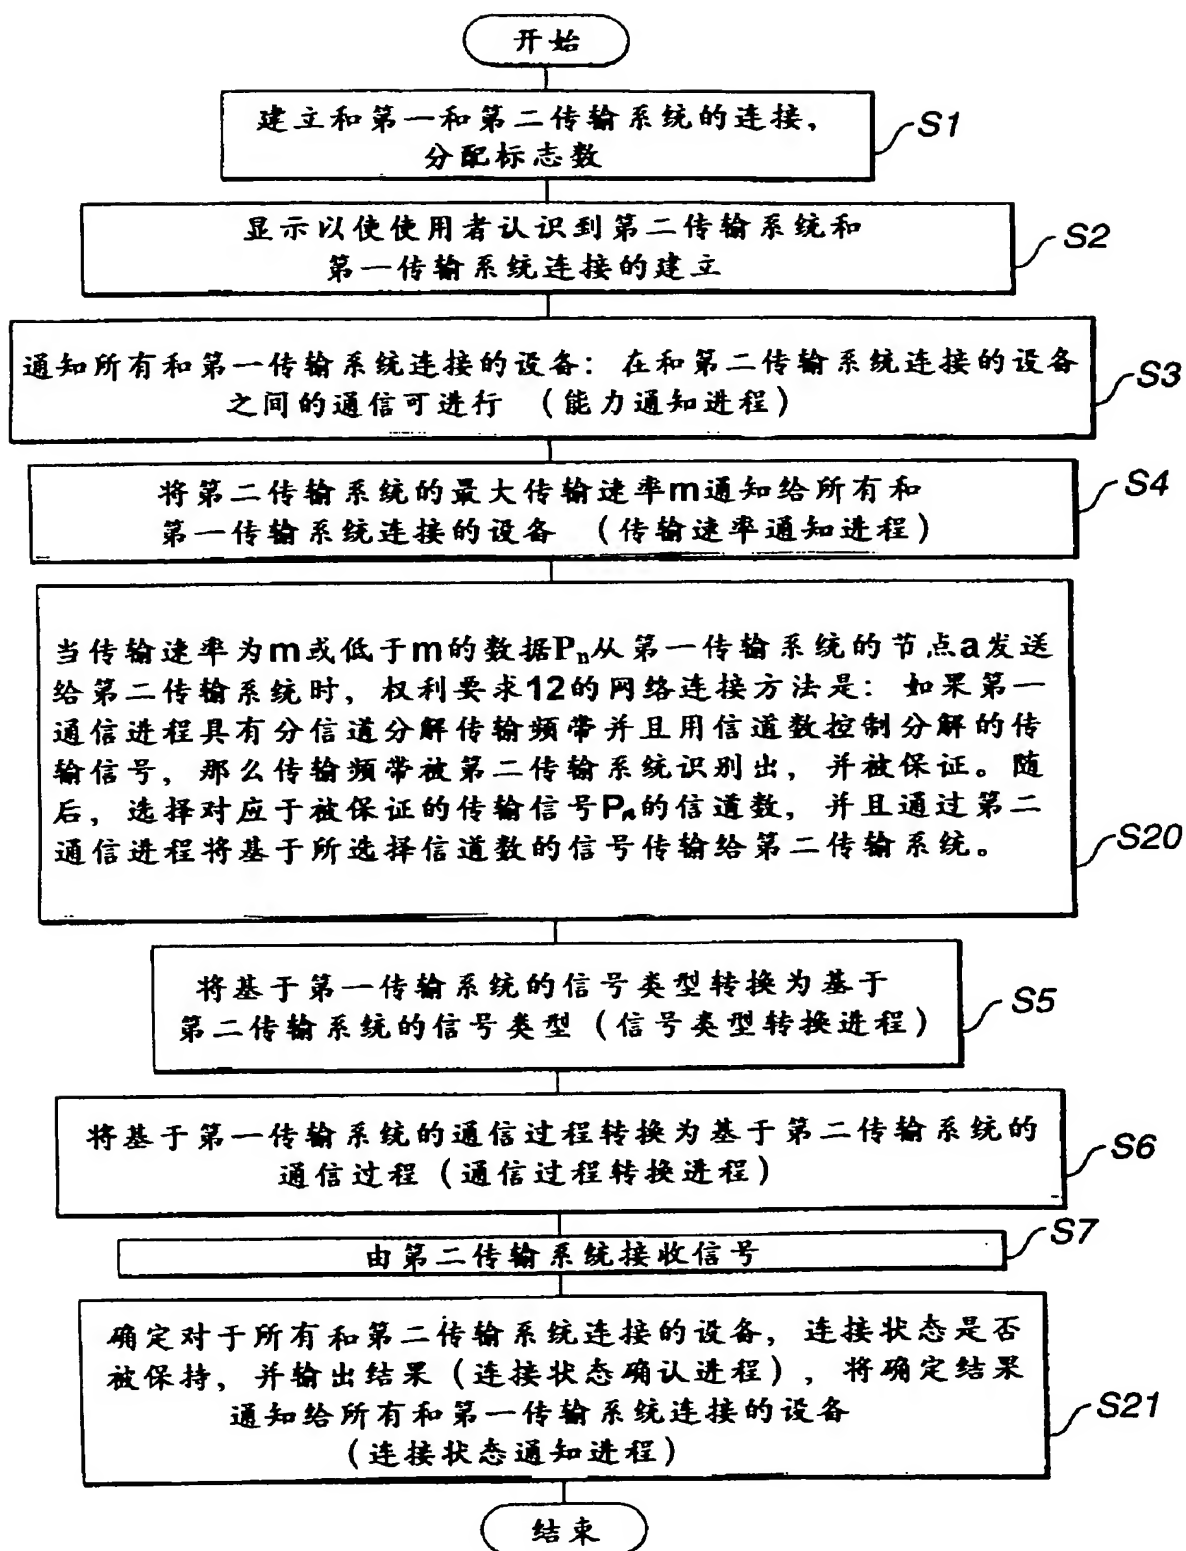 开始
建立和第一和第二传输系统的连接，
分配标志数
S1
显示以使使用者认识到第二传输系统和
第一传输系统连接的建立
S2
通知所有和第一传输系统连接的设备：在和第二传输系统连接的设备
之间的通信可进行 （能力通知进程）
S3
将第二传输系统的最大传输速率m通知给所有和
第一传输系统连接的设备 （传输速率通知进程）
S4
当传输速率为m或低于m的数据Pn从第一传输系统的节点a发送
给第二传输系统时，权利要求12的网络连接方法是：如果第一
通信进程具有分信道分解传输频带并且用信道数控制分解的传
输信号，那么传输频带被第二传输系统识别出，并被保证。随
后，选择对应于被保证的传输信号Pn的信道数，并且通过第二
通信进程将基于所选择信道数的信号传输给第二传输系统。
S20
将基于第一传输系统的信号类型转换为基于
第二传输系统的信号类型（信号类型转换进程）
S5
将基于第一传输系统的通信过程转换为基于第二传输系统的
通信过程（通信过程转换进程）
S6
由第二传输系统接收信号
S7
确定对于所有和第二传输系统连接的设备，连接状态是否
被保持，并输出结果（连接状态确认进程），将确定结果
通知给所有和第一传输系统连接的设备
（连接状态通知进程）
S21
结束